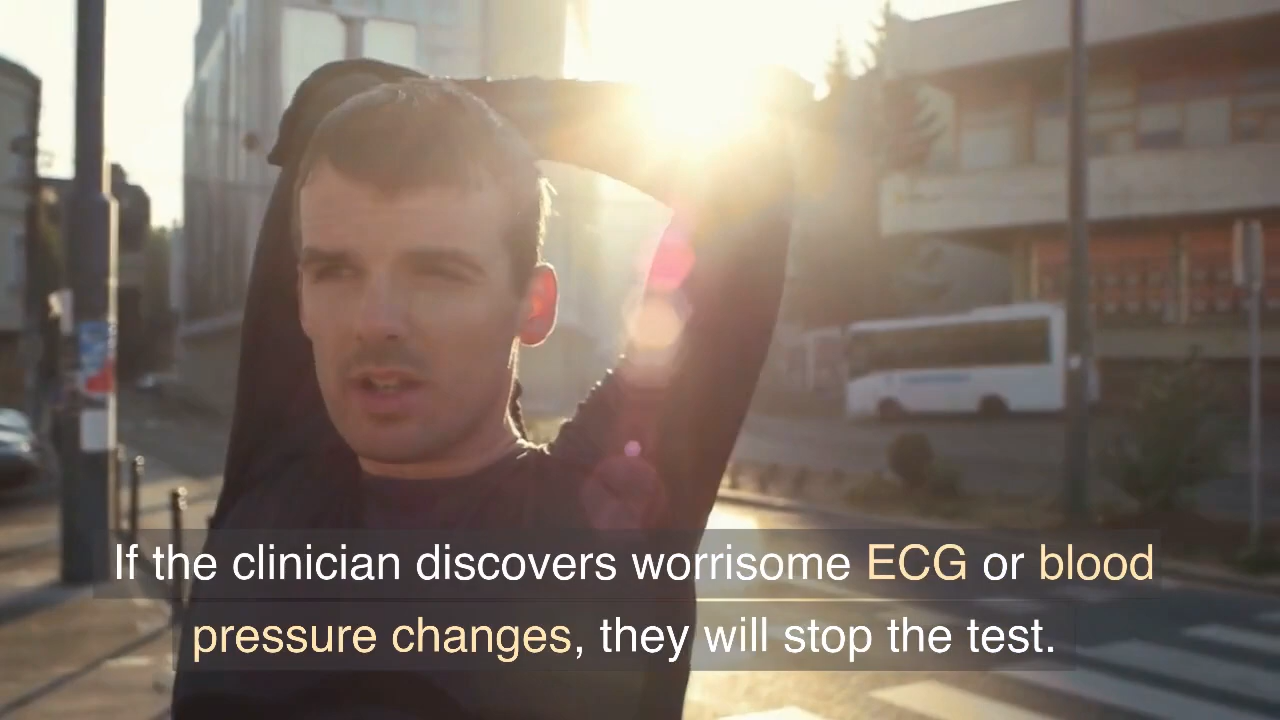 If the clinician discovers worrisome ECG or blood
pressure changes, they will stop the test.